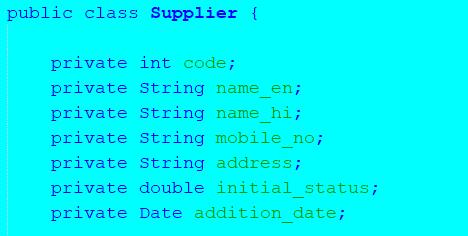 public class Supplier {
private int code;
private String name_en;
private String name_hi;
private String mobile_no;
private String address;
private double initial_status;
private Date addition_date;